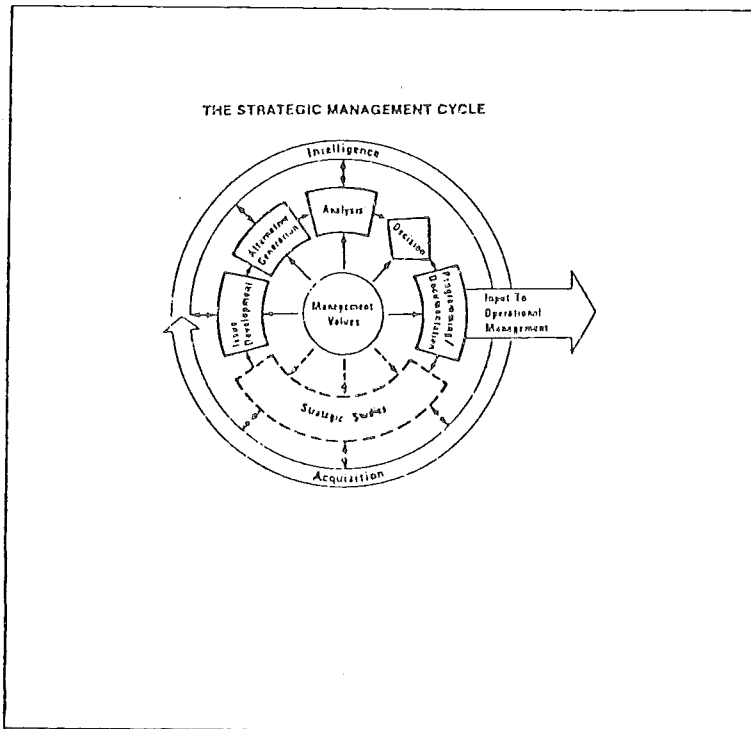 THE STRATEGIC MANAGEMENT CYCLE
Intelligence
Analysis
Alternative
Generation
Decision
Issue
Development
Management
Values
Programming/
Documentation
Input To
Operational
Management
Strategic Studies
Acquisition